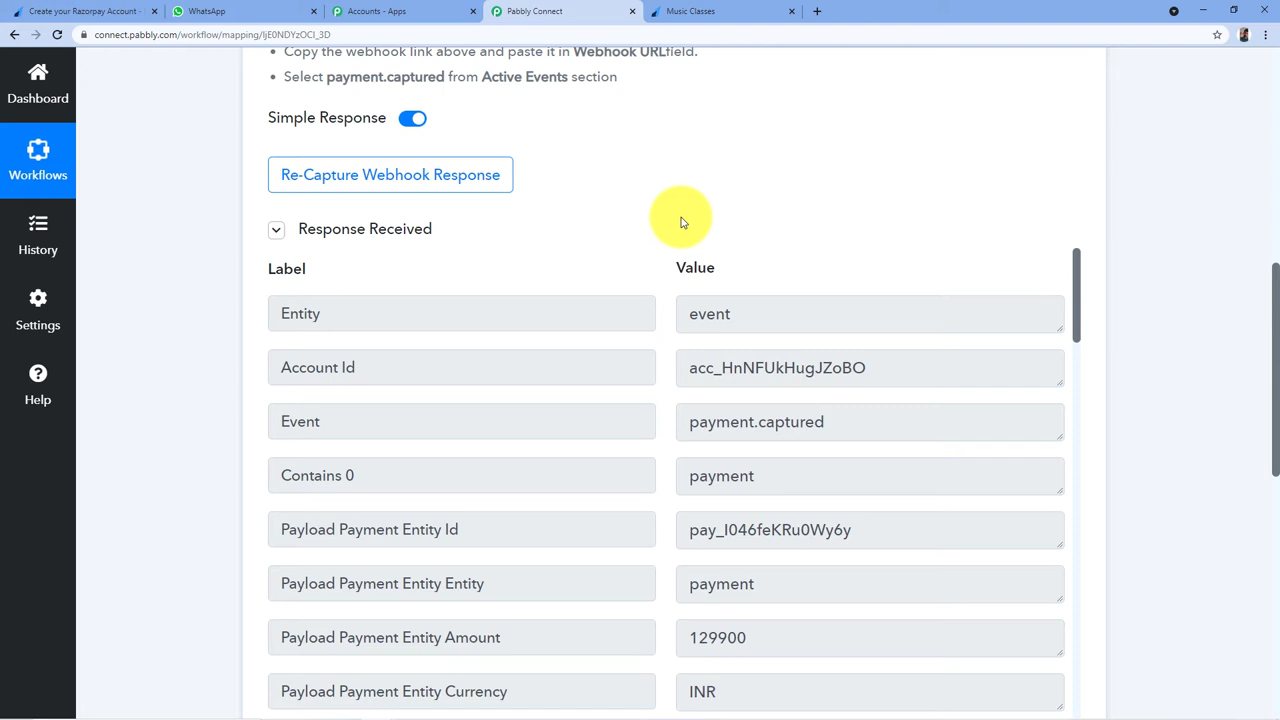 Create your Razorpay Account -
WhatsApp
Accounts - Apps
Pabbly Connect
Music Classes
connect.pabbly.com/workflow/mapping/IjE0NDYzOCI_3D
Dashboard
Workflows
History
Settings
Help
Copy the webhook link above and paste it in Webhook URLfield.
Select payment.captured from Active Events section
Simple Response
Re-Capture Webhook Response
Response Received
Label Value
Entity event
Account Id acc_HnNFUkHugJZoBO
Event payment.captured
Contains 0 payment
Payload Payment Entity Id pay_I046feKRu0Wy6y
Payload Payment Entity Entity payment
Payload Payment Entity Amount 129900
Payload Payment Entity Currency INR